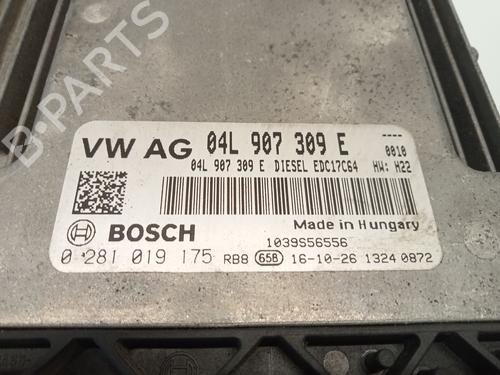 VW AG 04L 907 309 E 0010
04L 907 309 E DIESEL EDC17C64 HW: H22
Made in Hungary
BOSCH 1039S56556
0 281 019 175 RB8 658 16-10-26 1324 0872
B-PARTS